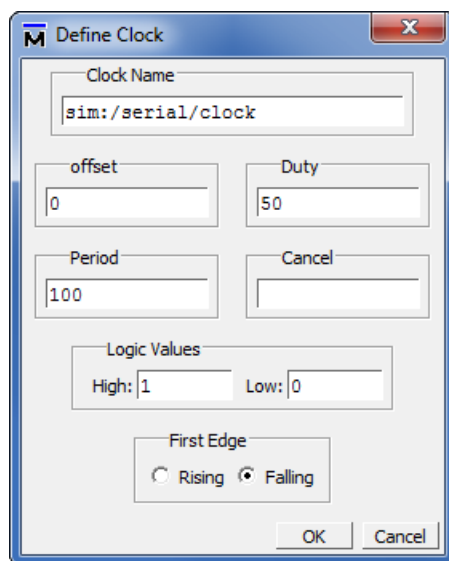 Define Clock
Clock Name
sim:/serial/clock
offset Duty
0 50
Period Cancel
100
Logic Values
High: 1 Low: 0
First Edge
Rising Falling
OK Cancel